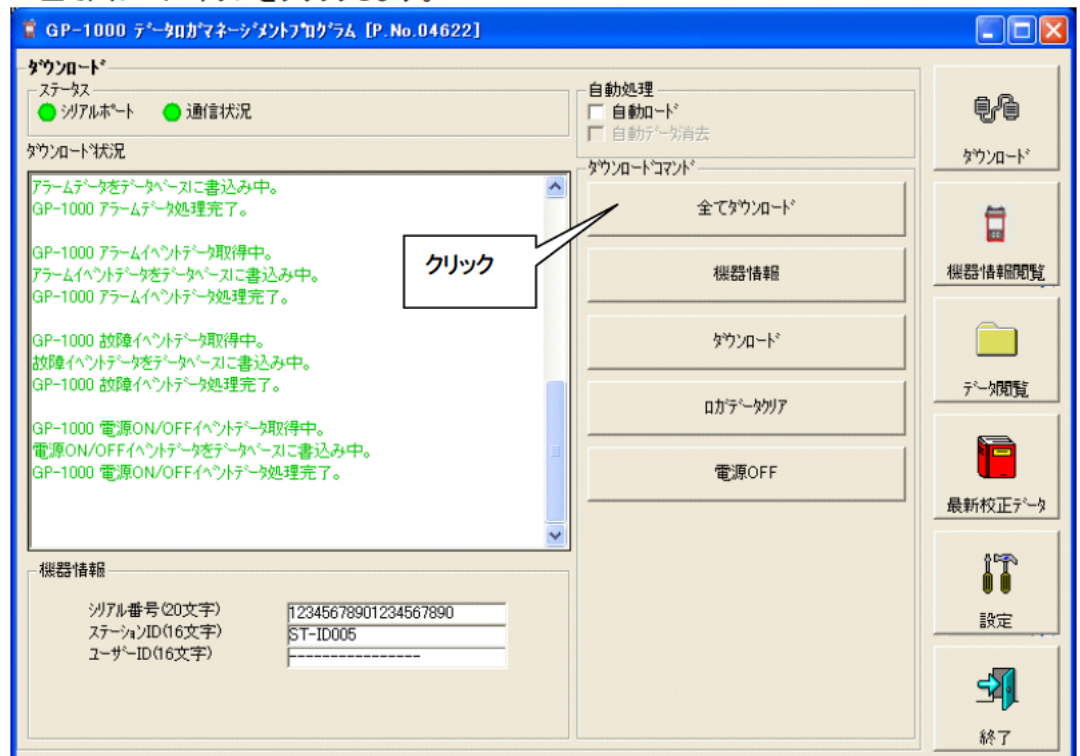 GP-1000 ﾃﾞｰﾀﾛｶﾞﾏﾈｰｼﾞﾒﾝﾄﾌﾟﾛｸﾞﾗﾑ [P.No.04622]
ﾀﾞｳﾝﾛｰﾄﾞ
ｽﾃｰﾀｽ
ｼﾘｱﾙﾎﾟｰﾄ
通信状況
自動処理
自動ﾛｰﾄﾞ
自動ﾃﾞｰﾀ消去
ﾀﾞｳﾝﾛｰﾄﾞ状況
ｱﾗｰﾑﾃﾞｰﾀをﾃﾞｰﾀﾍﾞｰｽに書込み中。
GP-1000 ｱﾗｰﾑﾃﾞｰﾀ処理完了。
GP-1000 ｱﾗｰﾑｲﾍﾞﾝﾄﾃﾞｰﾀ取得中。
ｱﾗｰﾑｲﾍﾞﾝﾄﾃﾞｰﾀをﾃﾞｰﾀﾍﾞｰｽに書込み中。
GP-1000 ｱﾗｰﾑｲﾍﾞﾝﾄﾃﾞｰﾀ処理完了。
GP-1000 故障ｲﾍﾞﾝﾄﾃﾞｰﾀ取得中。
故障ｲﾍﾞﾝﾄﾃﾞｰﾀをﾃﾞｰﾀﾍﾞｰｽに書込み中。
GP-1000 故障ｲﾍﾞﾝﾄﾃﾞｰﾀ処理完了。
GP-1000 電源ON/OFFｲﾍﾞﾝﾄﾃﾞｰﾀ取得中。
電源ON/OFFｲﾍﾞﾝﾄﾃﾞｰﾀをﾃﾞｰﾀﾍﾞｰｽに書込み中。
GP-1000 電源ON/OFFｲﾍﾞﾝﾄﾃﾞｰﾀ処理完了。
クリック
ﾀﾞｳﾝﾛｰﾄﾞｺﾏﾝﾄﾞ
全てﾀﾞｳﾝﾛｰﾄﾞ
機器情報
ﾀﾞｳﾝﾛｰﾄﾞ
ﾛｶﾞﾃﾞｰﾀｸﾘｱ
電源OFF
機器情報
ｼﾘｱﾙ番号(20文字)
12345678901234567890
ｽﾃｰｼｮﾝID(16文字)
ST-ID005
ﾕｰｻﾞｰID(16文字)
----------------
ﾀﾞｳﾝﾛｰﾄﾞ
機器情報閲覧
ﾃﾞｰﾀ閲覧
最新校正ﾃﾞｰﾀ
設定
終了